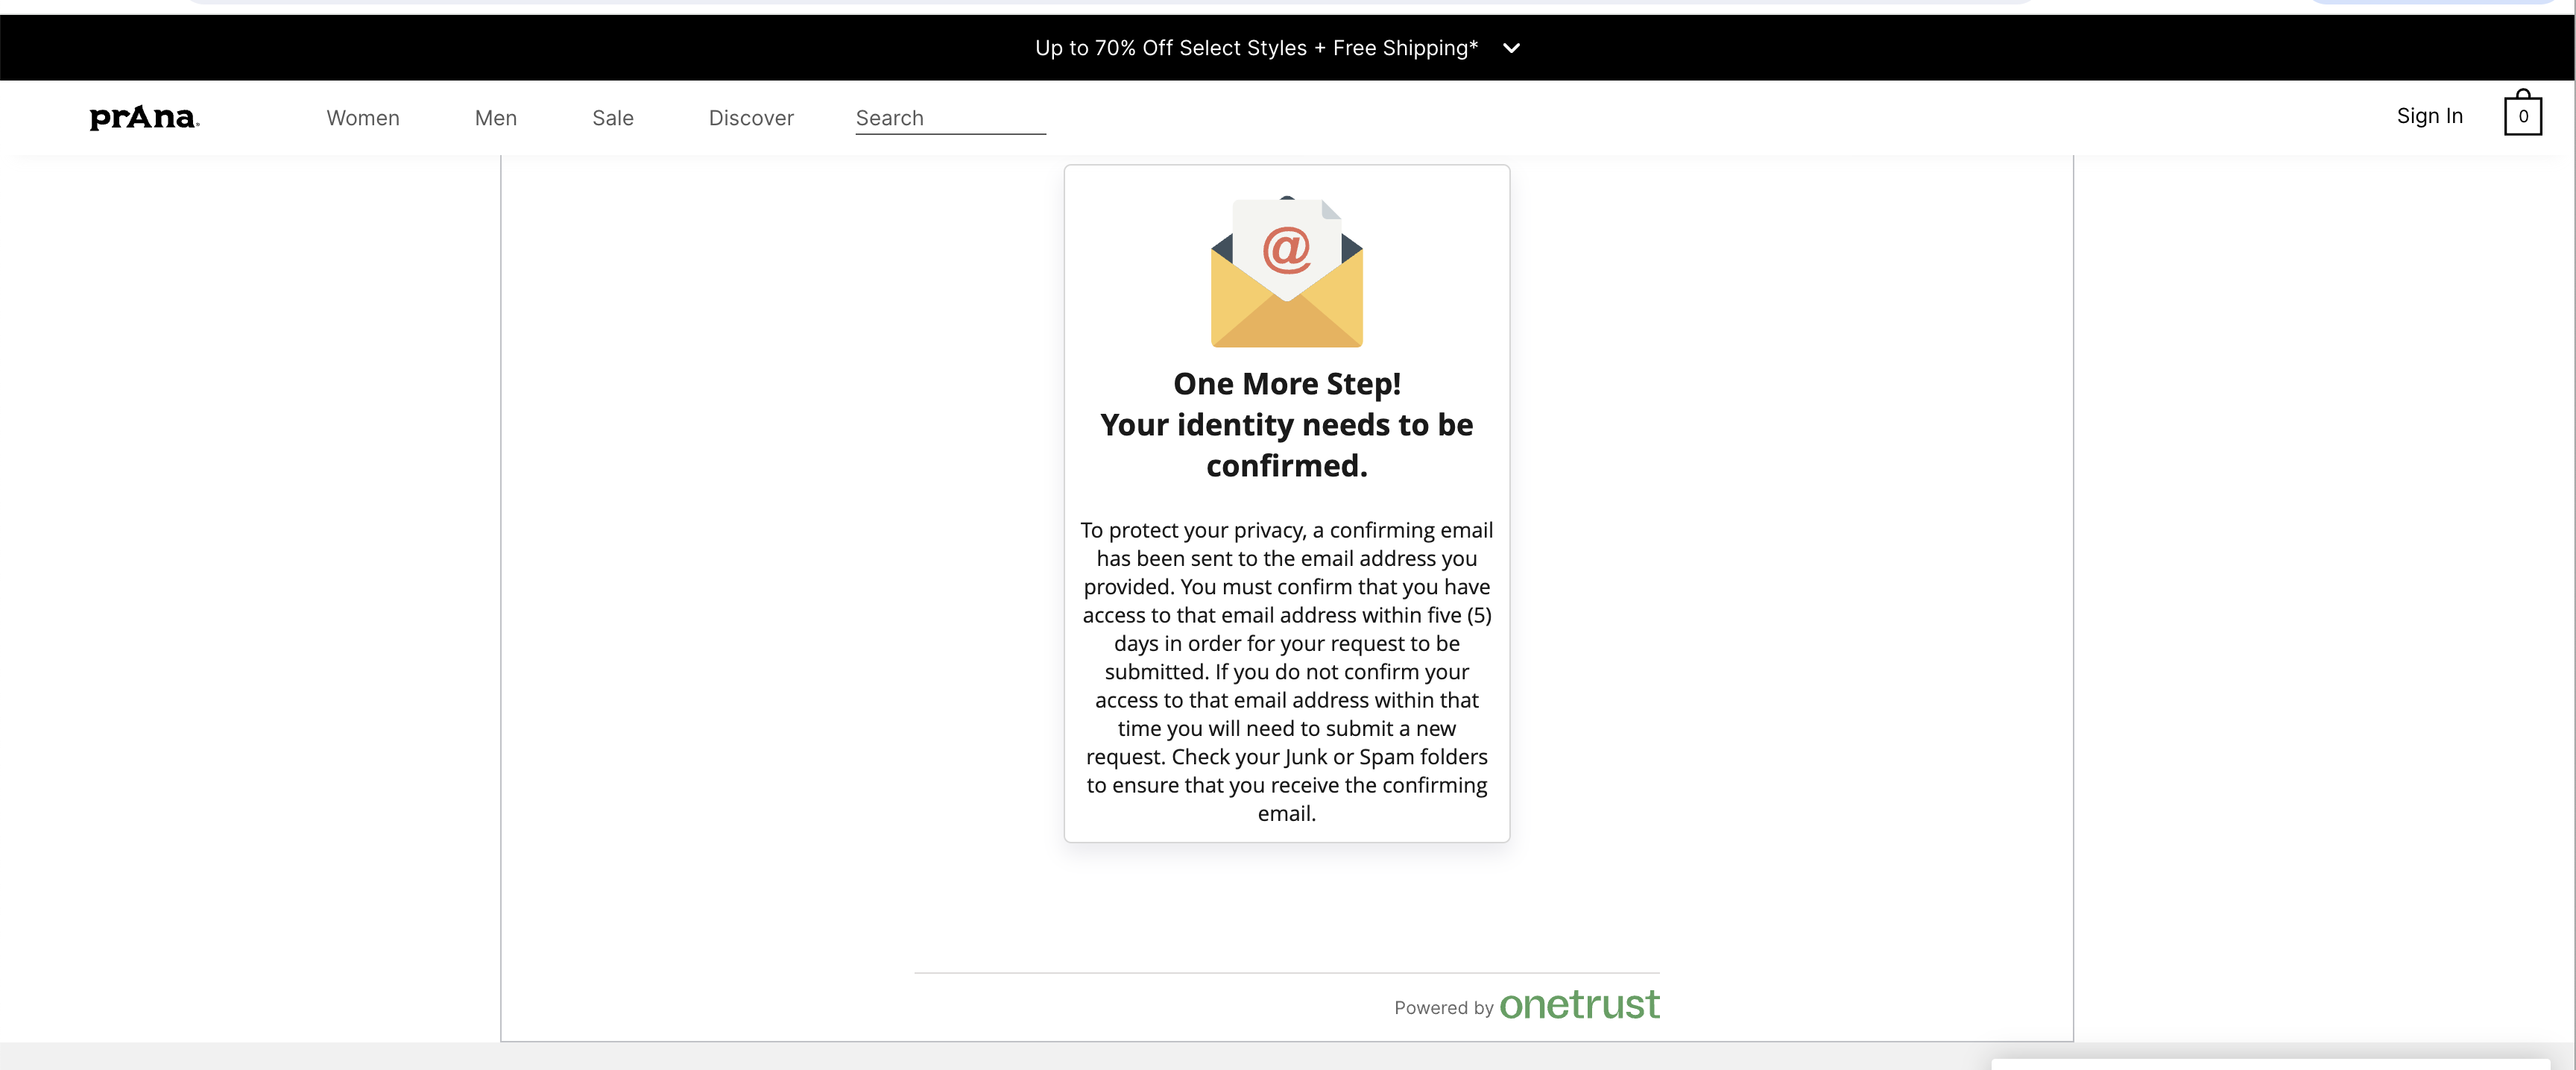 Up to 70% Off Select Styles + Free Shipping*
prAna
Women Men Sale Discover Search Sign In 0
@
One More Step!
Your identity needs to be
confirmed.
To protect your privacy, a confirming email
has been sent to the email address you
provided. You must confirm that you have
access to that email address within five (5)
days in order for your request to be
submitted. If you do not confirm your
access to that email address within that
time you will need to submit a new
request. Check your Junk or Spam folders
to ensure that you receive the confirming
email.
Powered by onetrust